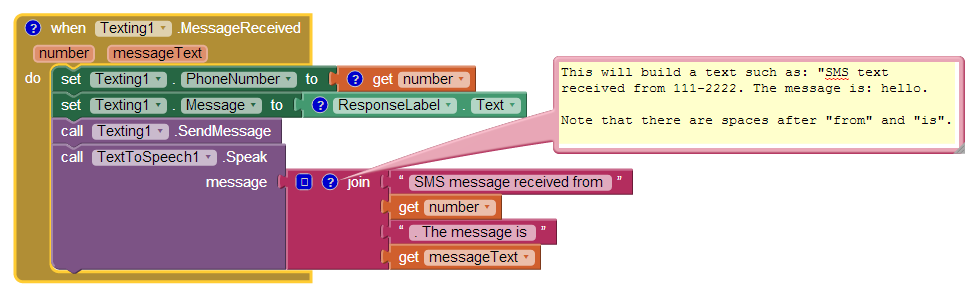 ? when Texting1 .MessageReceived
number messageText
do set Texting1 . PhoneNumber to ? get number
set Texting1 . Message to ? ResponseLabel . Text
call Texting1 .SendMessage
call TextToSpeech1 .Speak
message ? join “ SMS message received from ”
get number
“ . The message is ”
get messageText
This will build a text such as: "SMS text
received from 111-2222. The message is: hello.
Note that there are spaces after "from" and "is".